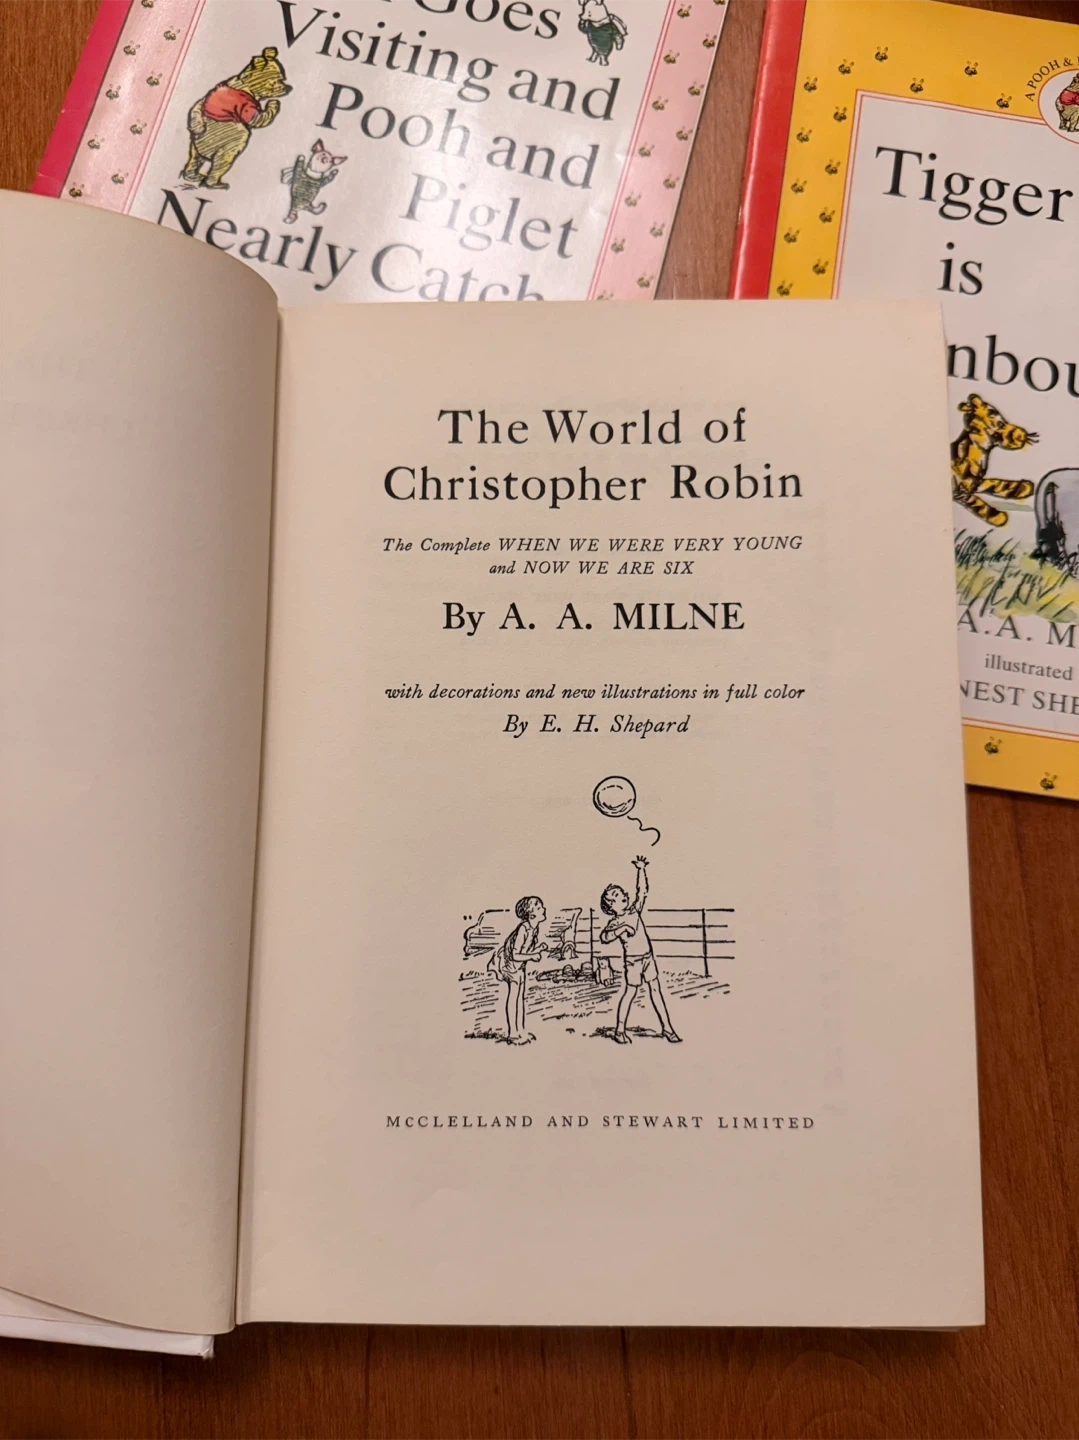 Goes
Visiting and
Pooh and
Piglet
Nearly
A POOH &
Tigger
is
A. A. M
illustrated
The World of
Christopher Robin
The Complete WHEN WE WERE VERY YOUNG
and NOW WE ARE SIX
By A. A. MILNE
with decorations and new illustrations in full color
By E. H. Shepard
MCCLELLAND AND STEWART LIMITED